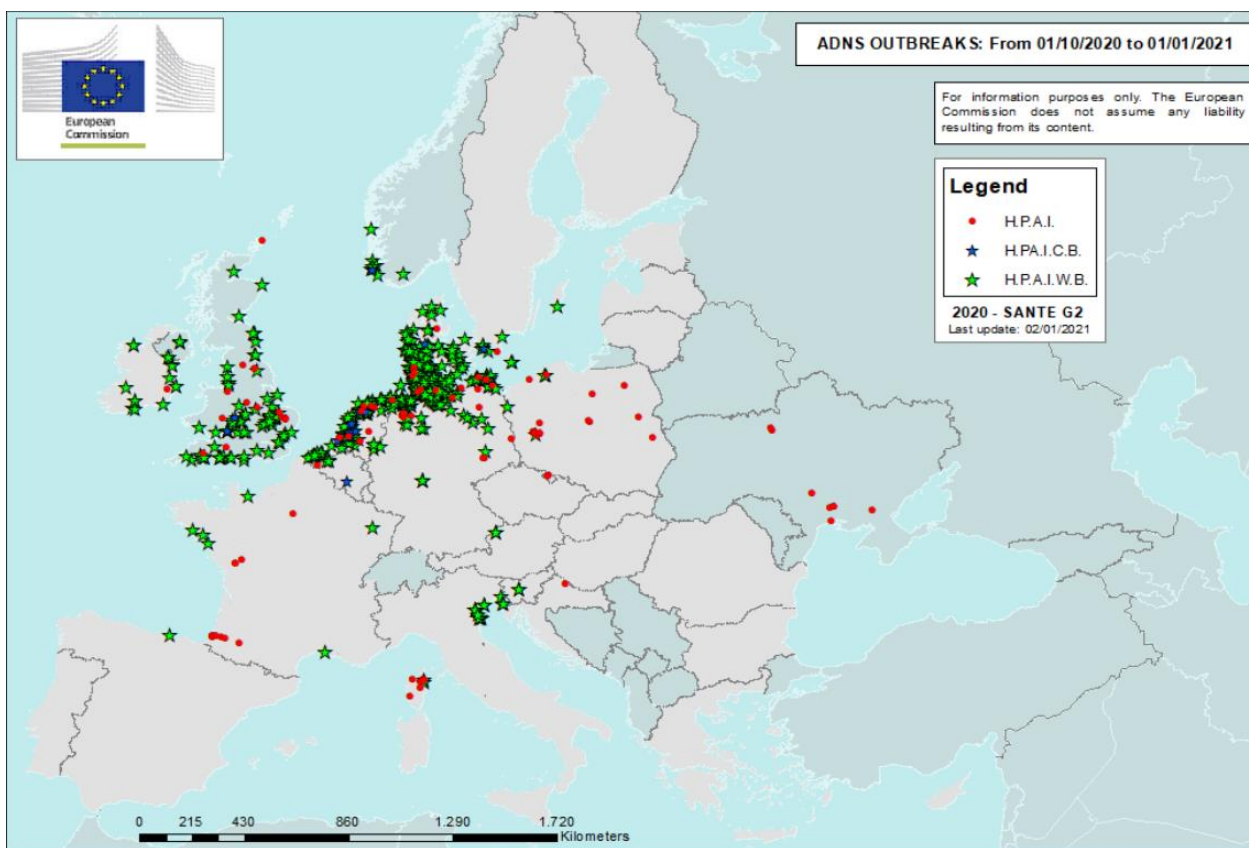 European
Commission
ADNS OUTBREAKS: From 01/10/2020 to 01/01/2021
For information purposes only. The European
Commission does not assume any liability
resulting from its content.
Legend
H.P.A.I.
H.PA.I.C.B.
H.P.A.I.W.B.
2020 - SANTE G2
Last update: 02/01/2021
0 215 430 860 1.290 1.720
Kilometers